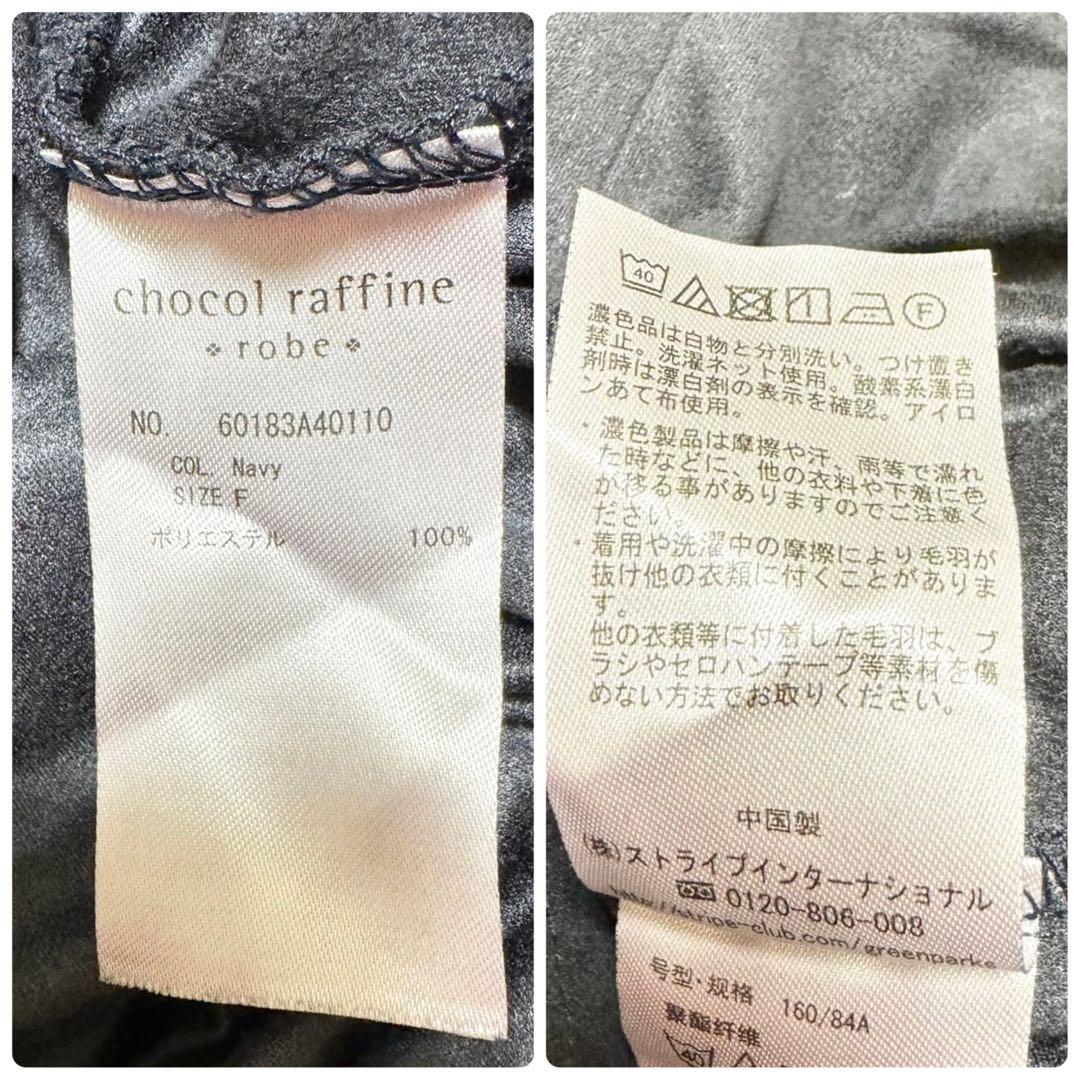 chocol raffine
robe
NO. 60183A40110
COL. Navy
SIZE F
ポリエステル 100%
40 F
濃色品は白物と分別洗い。つけ置き
禁止。洗濯ネット使用。酸素系漂白
剤時は漂白剤の表示を確認。アイロ
ンあて布使用。
・濃色製品は摩擦や汗、雨等で濡れ
た時などに、他の衣料や下着に色
が移る事がありますのでご注意く
ださい。
・着用や洗濯中の摩擦により毛羽が
抜け他の衣類に付くことがありま
す。
他の衣類等に付着した毛羽は、ブ
ラシやセロハンテープ等素材を傷
めない方法でお取りください。
中国製
(株)ストライプインターナショナル
0120-806-008
http://stripe-club.com/greenparks
号型·规格 160/84A
聚酯纤维
40